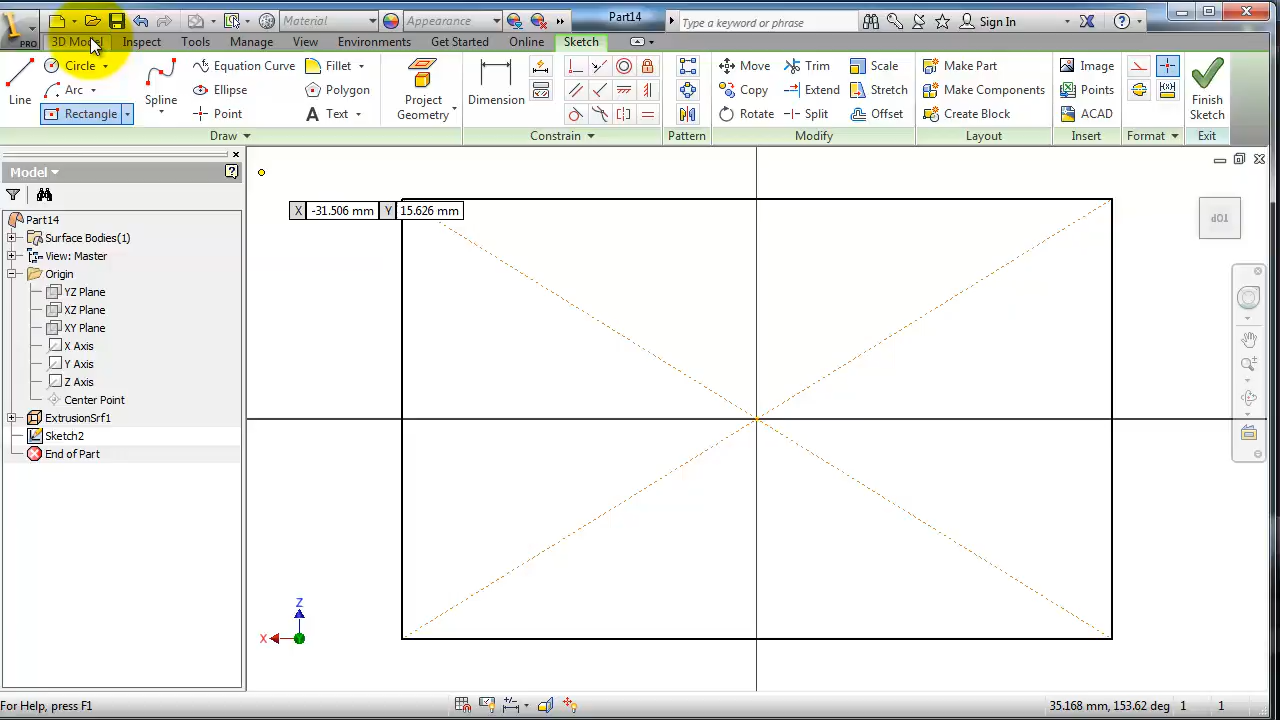 Material
Appearance
Part14
Type a keyword or phrase
Sign In
PRO
3D Model
Inspect
Tools
Manage
View
Environments
Get Started
Online
Sketch
Line
Circle
Arc
Rectangle
Spline
Equation Curve
Ellipse
Point
Fillet
Polygon
Text
Project
Geometry
Dimension
Move
Copy
Rotate
Trim
Extend
Split
Scale
Stretch
Offset
Make Part
Make Components
Create Block
Image
Points
ACAD
Finish
Sketch
Draw
Constrain
Pattern
Modify
Layout
Insert
Format
Exit
Model
Part14
Surface Bodies(1)
View: Master
Origin
YZ Plane
XZ Plane
XY Plane
X Axis
Y Axis
Z Axis
Center Point
ExtrusionSrf1
Sketch2
End of Part
X -31.506 mm Y 15.626 mm
TOP
Z
X
For Help, press F1
35.168 mm, 153.62 deg 1 1